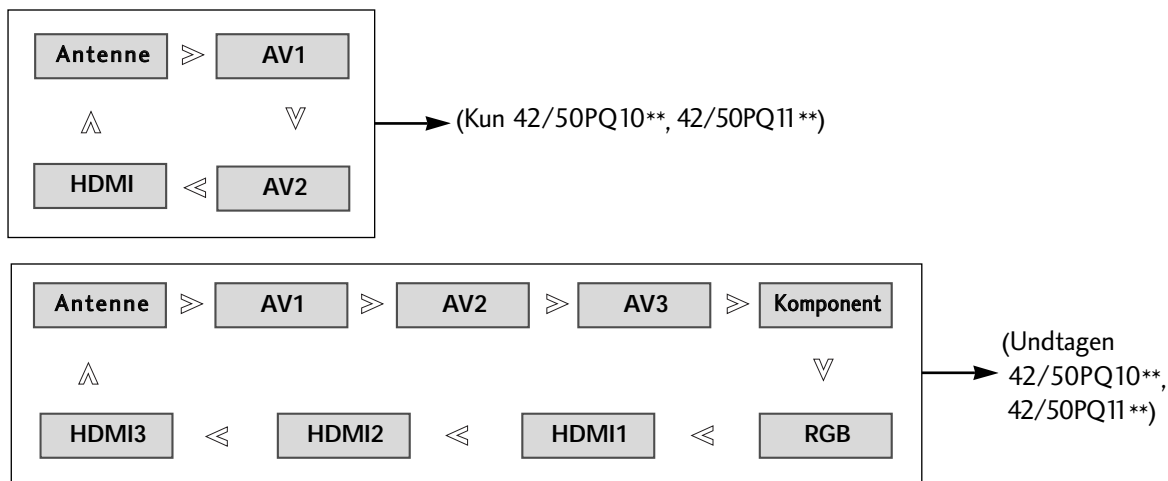 Antenne AV1
(Kun 42/50PQ10**, 42/50PQ11**)
HDMI AV2
Antenne AV1 AV2 AV3 Komponent
(Undtagen
42/50PQ10**,
42/50PQ11**)
HDMI3 HDMI2 HDMI1 RGB